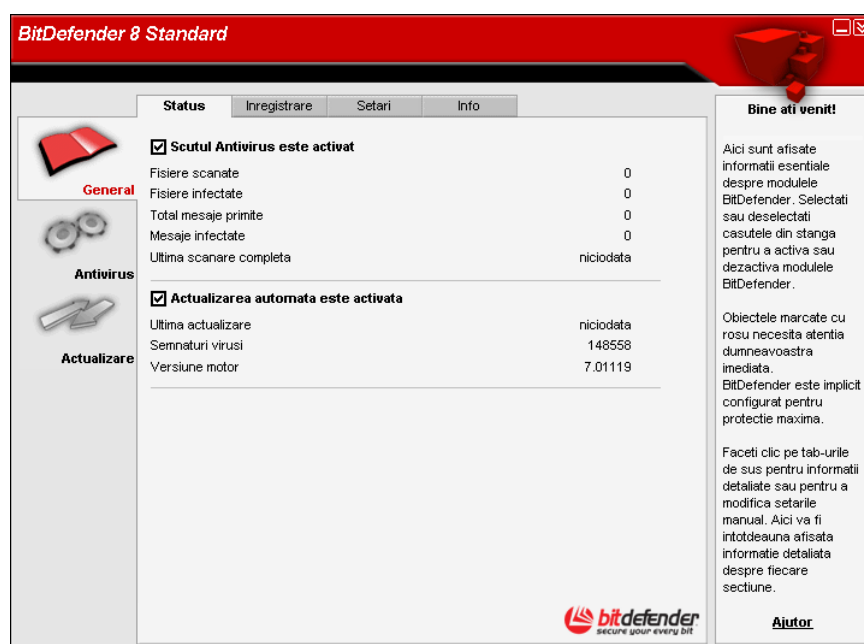 BitDefender 8 Standard
Status
Inregistrare
Setari
Info
General
Antivirus
Actualizare
Scutul Antivirus este activat
Fisiere scanate 0
Fisiere infectate 0
Total mesaje primite 0
Mesaje infectate 0
Ultima scanare completa niciodata
Actualizarea automata este activata
Ultima actualizare niciodata
Semnaturi virusi 148558
Versiune motor 7.01119
Bine ati venit!
Aici sunt afisate
informatii esentiale
despre modulele
BitDefender. Selectati
sau deselectati
casutele din stanga
pentru a activa sau
dezactiva modulele
BitDefender.
Obiectele marcate cu
rosu necesita atentia
dumneavoastra
imediata.
BitDefender este implicit
configurat pentru
protectie maxima.
Faceti clic pe tab-urile
de sus pentru informatii
detaliate sau pentru a
modifica setarile
manual. Aici va fi
intotdeauna afisata
informatie detaliata
despre fiecare
sectiune.
Ajutor
bitdefender
secure your every bit